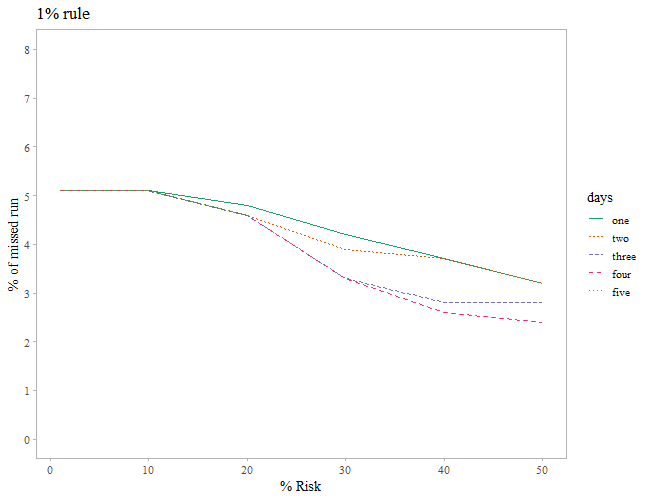 1% rule
8
7
6
5
4
3
2
1
0
% of missed run
0 10 20 30 40 50
% Risk
days
one
two
three
four
five